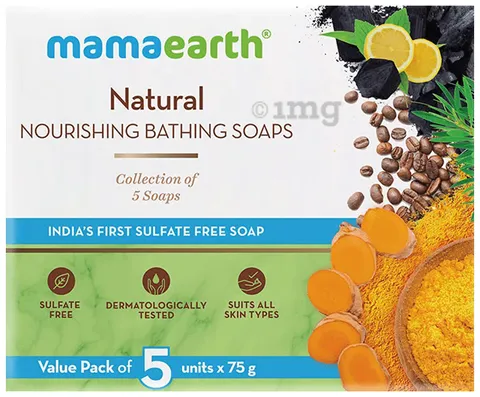 mamaearth®
Natural
NOURISHING BATHING SOAPS
© 1mg
Collection of
5 Soaps
INDIA'S FIRST SULFATE FREE SOAP
SULFATE
FREE
DERMATOLOGICALLY
TESTED
SUITS ALL
SKIN TYPES
Value Pack of 5 units x 75 g